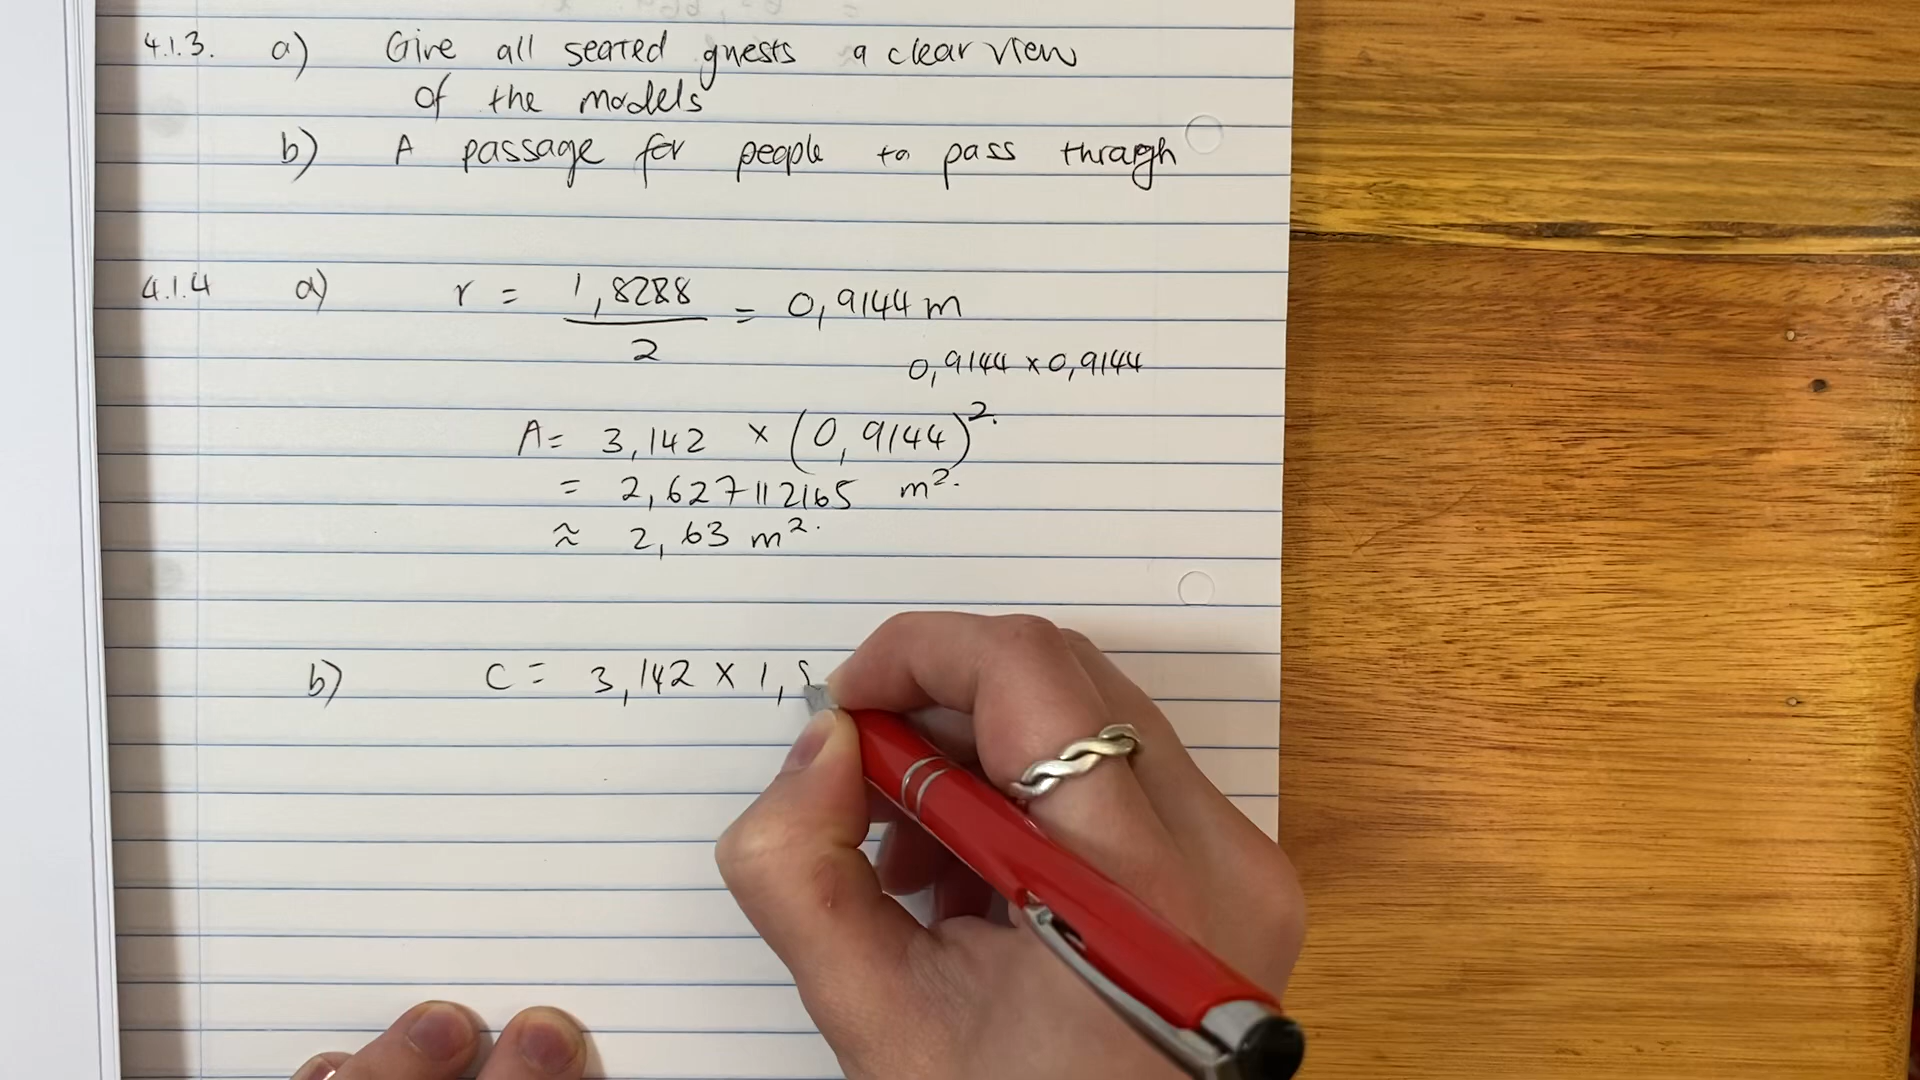 4.1.3. a) Give all seated guests a clear view
of the models
b) A passage for people to pass through
4.1.4 a) r = 1,8288 / 2 = 0,9144 m
0,9144 × 0,9144
A = 3,142 × (0,9144)².
= 2,627112165 m².
≈ 2,63 m².
b) C = 3,142 × 1,8